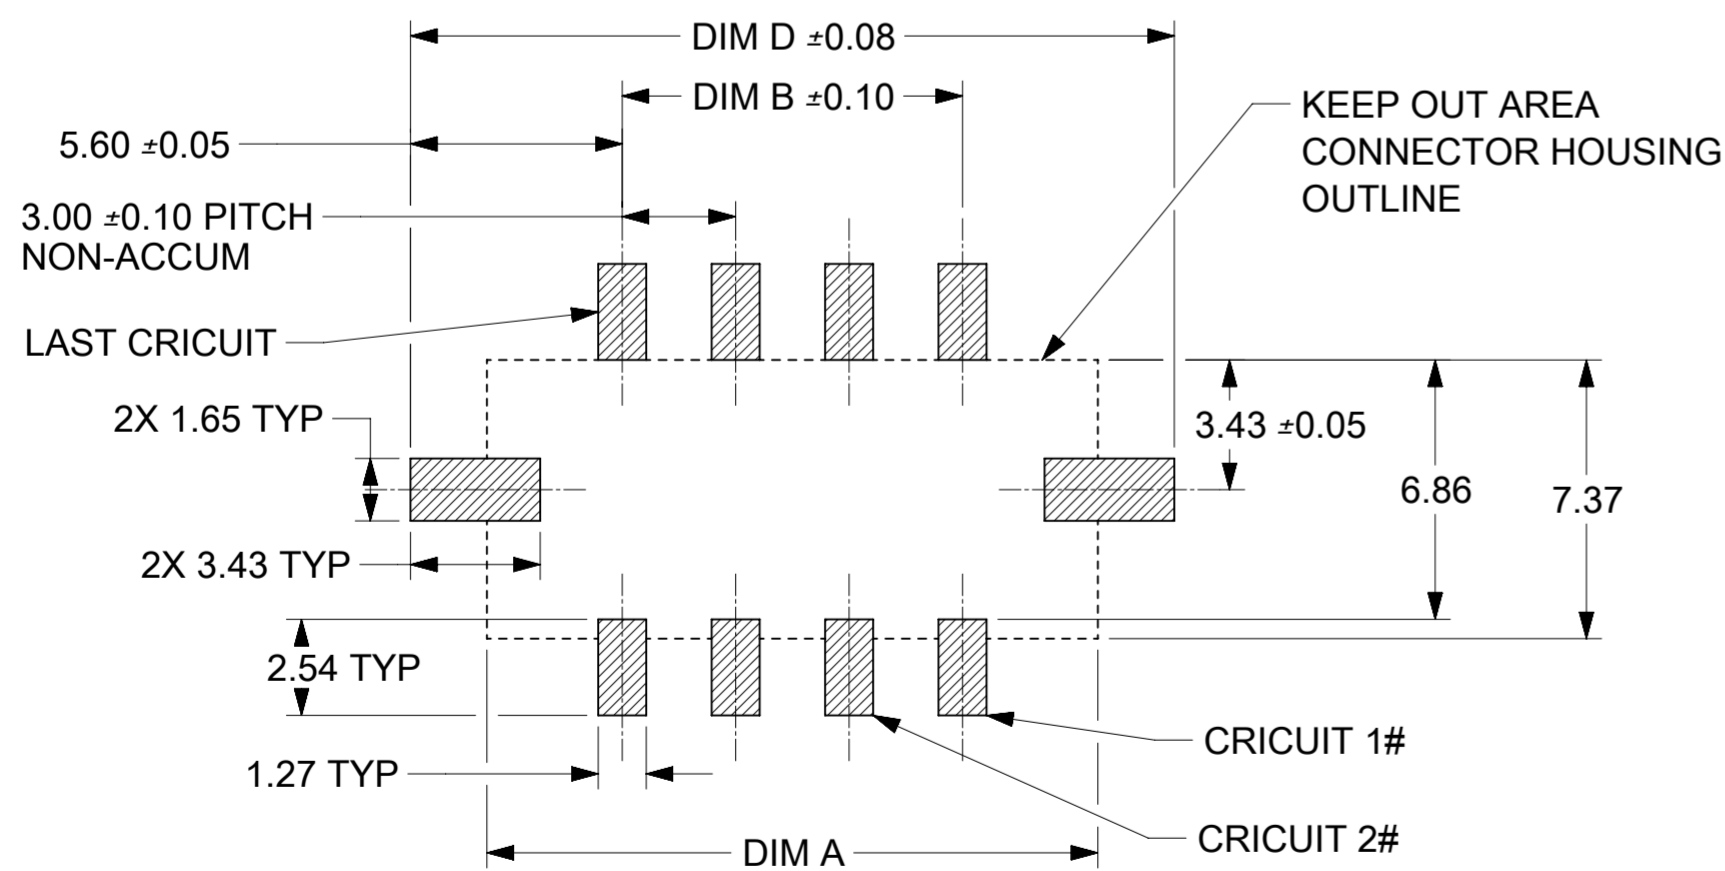 DIM D ±0.08
DIM B ±0.10
KEEP OUT AREA
CONNECTOR HOUSING
OUTLINE
5.60 ±0.05
3.00 ±0.10 PITCH
NON-ACCUM
LAST CRICUIT
2X 1.65 TYP
3.43 ±0.05
6.86
7.37
2X 3.43 TYP
2.54 TYP
CRICUIT 1#
1.27 TYP
CRICUIT 2#
DIM A